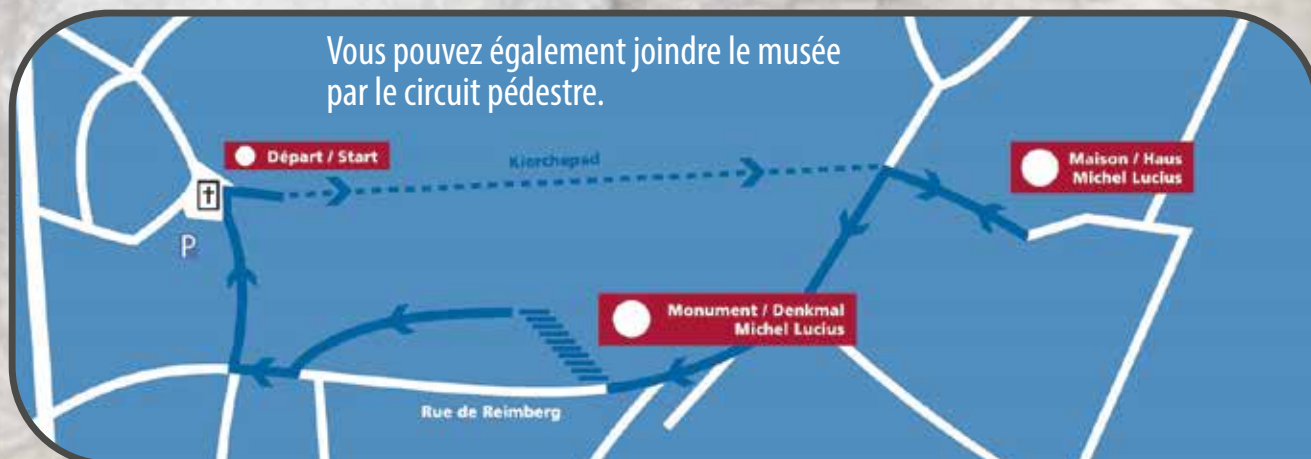 Vous pouvez également joindre le musée
par le circuit pédestre.
Départ / Start
Kierchepad
Maison / Haus
Michel Lucius
P
Monument / Denkmal
Michel Lucius
Rue de Reimberg